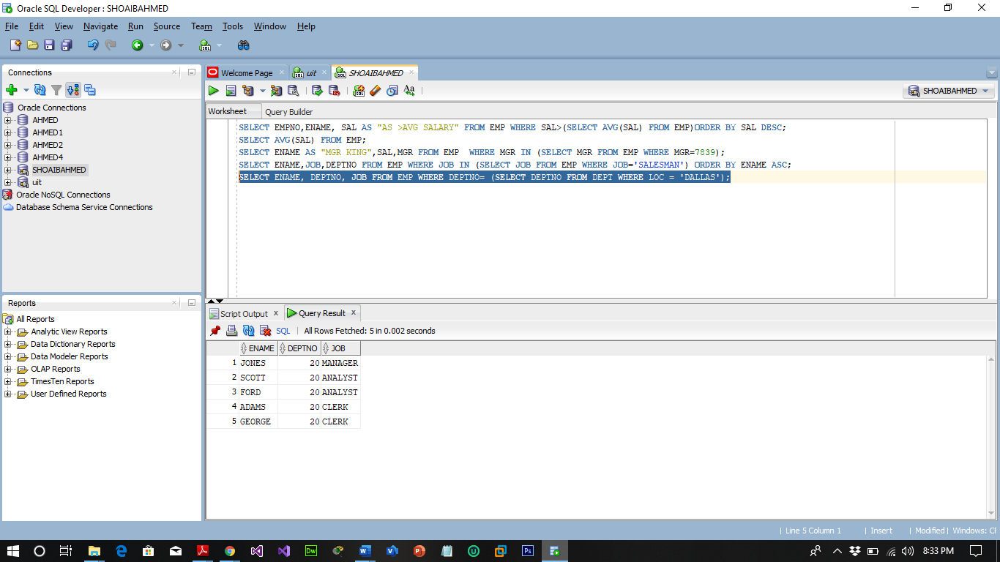 Oracle SQL Developer : SHOAIBAHMED
File Edit View Navigate Run Source Team Tools Window Help
Connections
Oracle Connections
AHMED
AHMED1
AHMED2
AHMED4
SHOAIBAHMED
uit
Oracle NoSQL Connections
Database Schema Service Connections
Reports
All Reports
Analytic View Reports
Data Dictionary Reports
Data Modeler Reports
OLAP Reports
TimesTen Reports
User Defined Reports
Welcome Page uit SHOAIBAHMED
SHOAIBAHMED
Worksheet Query Builder
SELECT EMPNO,ENAME, SAL AS "AS >AVG SALARY" FROM EMP WHERE SAL>(SELECT AVG(SAL) FROM EMP)ORDER BY SAL DESC;
SELECT AVG(SAL) FROM EMP;
SELECT ENAME AS "MGR KING",SAL,MGR FROM EMP  WHERE MGR IN (SELECT MGR FROM EMP WHERE MGR=7839);
SELECT ENAME,JOB,DEPTNO FROM EMP WHERE JOB IN (SELECT JOB FROM EMP WHERE JOB='SALESMAN') ORDER BY ENAME ASC;
SELECT ENAME, DEPTNO, JOB FROM EMP WHERE DEPTNO= (SELECT DEPTNO FROM DEPT WHERE LOC = 'DALLAS');
Script Output x Query Result x
SQL | All Rows Fetched: 5 in 0.002 seconds
ENAME DEPTNO JOB
1 JONES 20 MANAGER
2 SCOTT 20 ANALYST
3 FORD 20 ANALYST
4 ADAMS 20 CLERK
5 GEORGE 20 CLERK
| Line 5 Column 1 | Insert | Modified | Windows: CF
8:33 PM